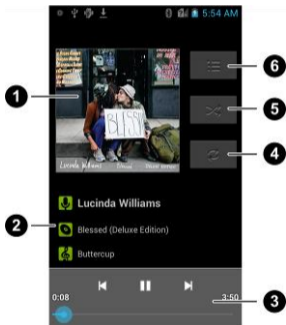 5:54 AM
6
1
BLESSED
5
Lucinda Williams
Blessed
4
Lucinda Williams
2
Blessed (Deluxe Edition)
Buttercup
0:08
3:50
3